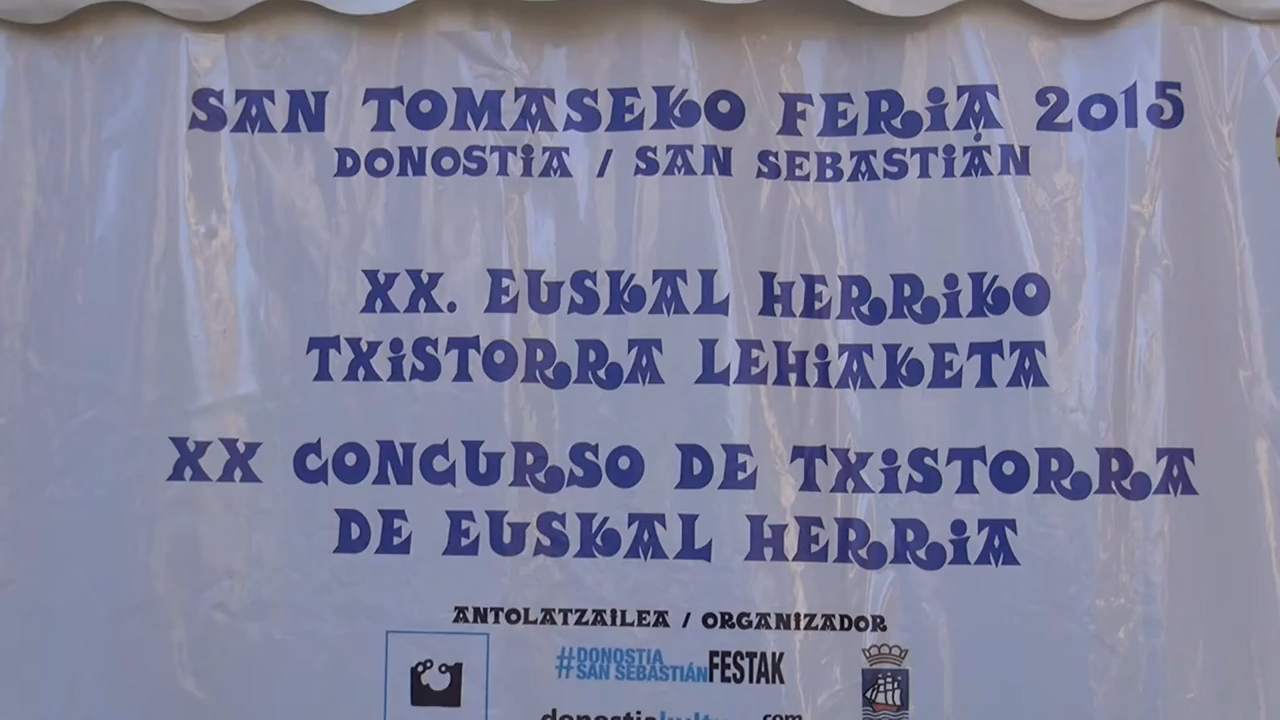 SAN TOMASEKO FERiA 2015
DONOSTiA / SAN SEBASTiÁN
XX. EUSKAL HERRiKO
TXiSTORRA LEHiAKETA
XX CONCURSO DE TXiSTORRA
DE EUSKAL HERRiA
ANTOLATZAiLEA / ORGANiZADOR
#DONOSTIA
SAN SEBASTIÁN FESTAK